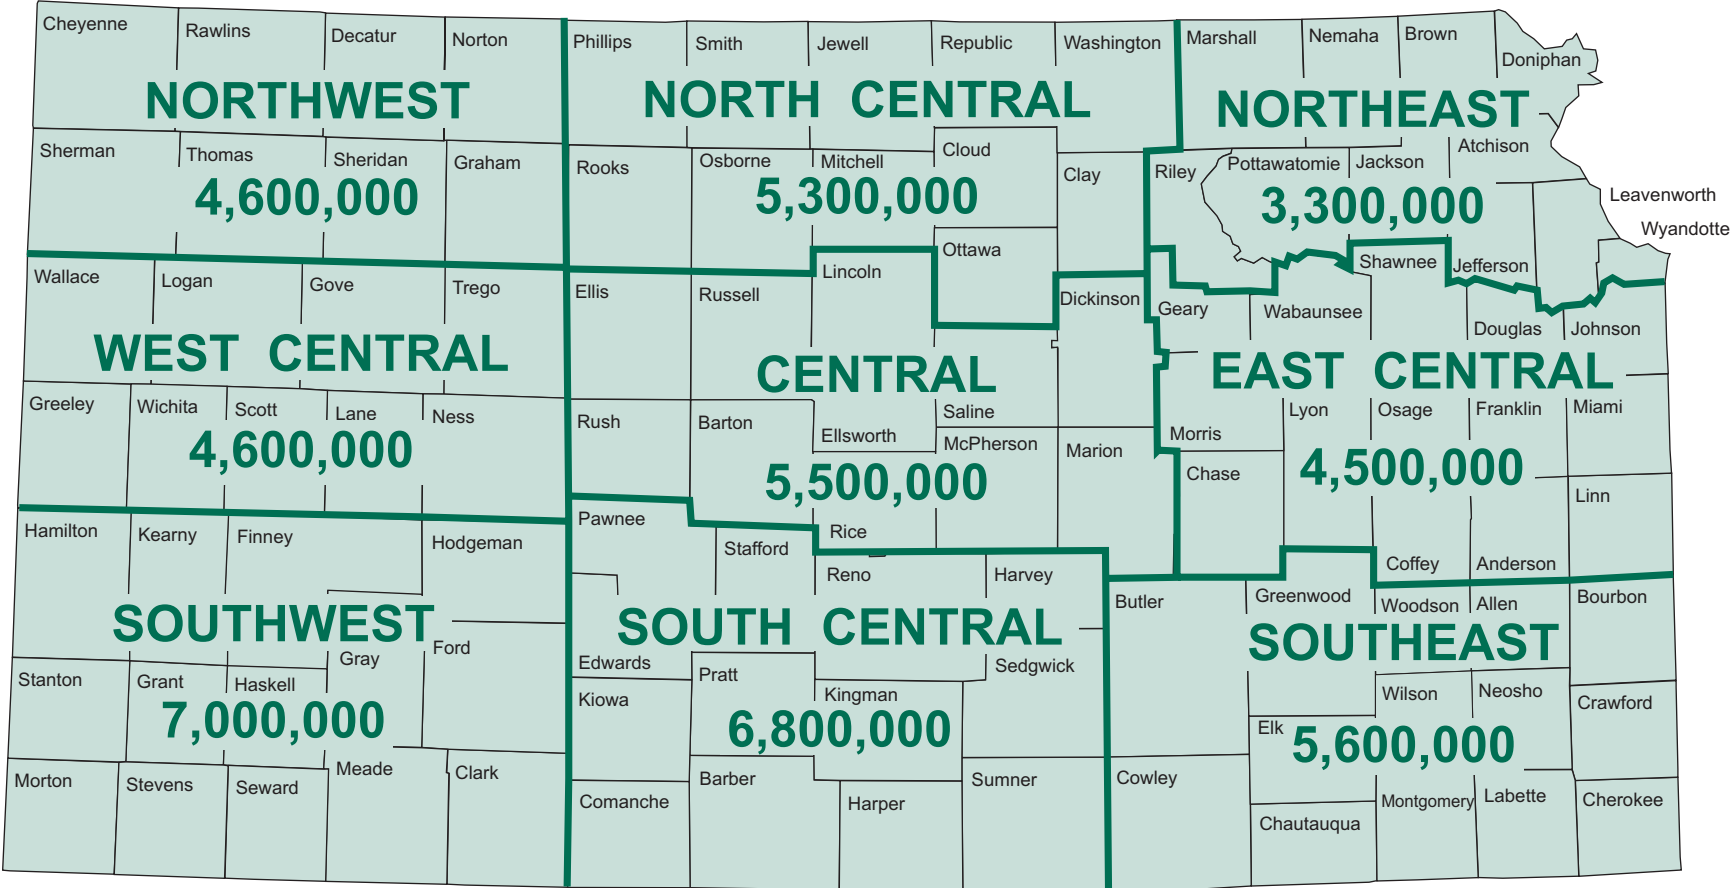 Cheyenne
Rawlins
Decatur
Norton
Phillips
Smith
Jewell
Republic
Washington
Marshall
Nemaha
Brown
Doniphan
NORTHWEST
NORTH CENTRAL
NORTHEAST
Sherman
Thomas
Sheridan
Graham
Rooks
Osborne
Mitchell
Cloud
Clay
Riley
Pottawatomie
Jackson
Atchison
4,600,000
5,300,000
3,300,000
Leavenworth
Wyandotte
Wallace
Logan
Gove
Trego
Ellis
Russell
Lincoln
Ottawa
Dickinson
Geary
Wabaunsee
Shawnee
Jefferson
Douglas
Johnson
WEST CENTRAL
CENTRAL
EAST CENTRAL
Greeley
Wichita
Scott
Lane
Ness
Rush
Barton
Ellsworth
Saline
McPherson
Marion
Morris
Chase
Lyon
Osage
Franklin
Miami
4,600,000
5,500,000
4,500,000
Linn
Hamilton
Kearny
Finney
Hodgeman
Pawnee
Stafford
Rice
Reno
Harvey
Coffey
Anderson
Butler
Greenwood
Woodson
Allen
Bourbon
SOUTHWEST
SOUTH CENTRAL
SOUTHEAST
Stanton
Grant
Haskell
Gray
Ford
Edwards
Kiowa
Pratt
Kingman
Sedgwick
Elk
Wilson
Neosho
Crawford
7,000,000
6,800,000
5,600,000
Morton
Stevens
Seward
Meade
Clark
Comanche
Barber
Harper
Sumner
Cowley
Chautauqua
Montgomery
Labette
Cherokee